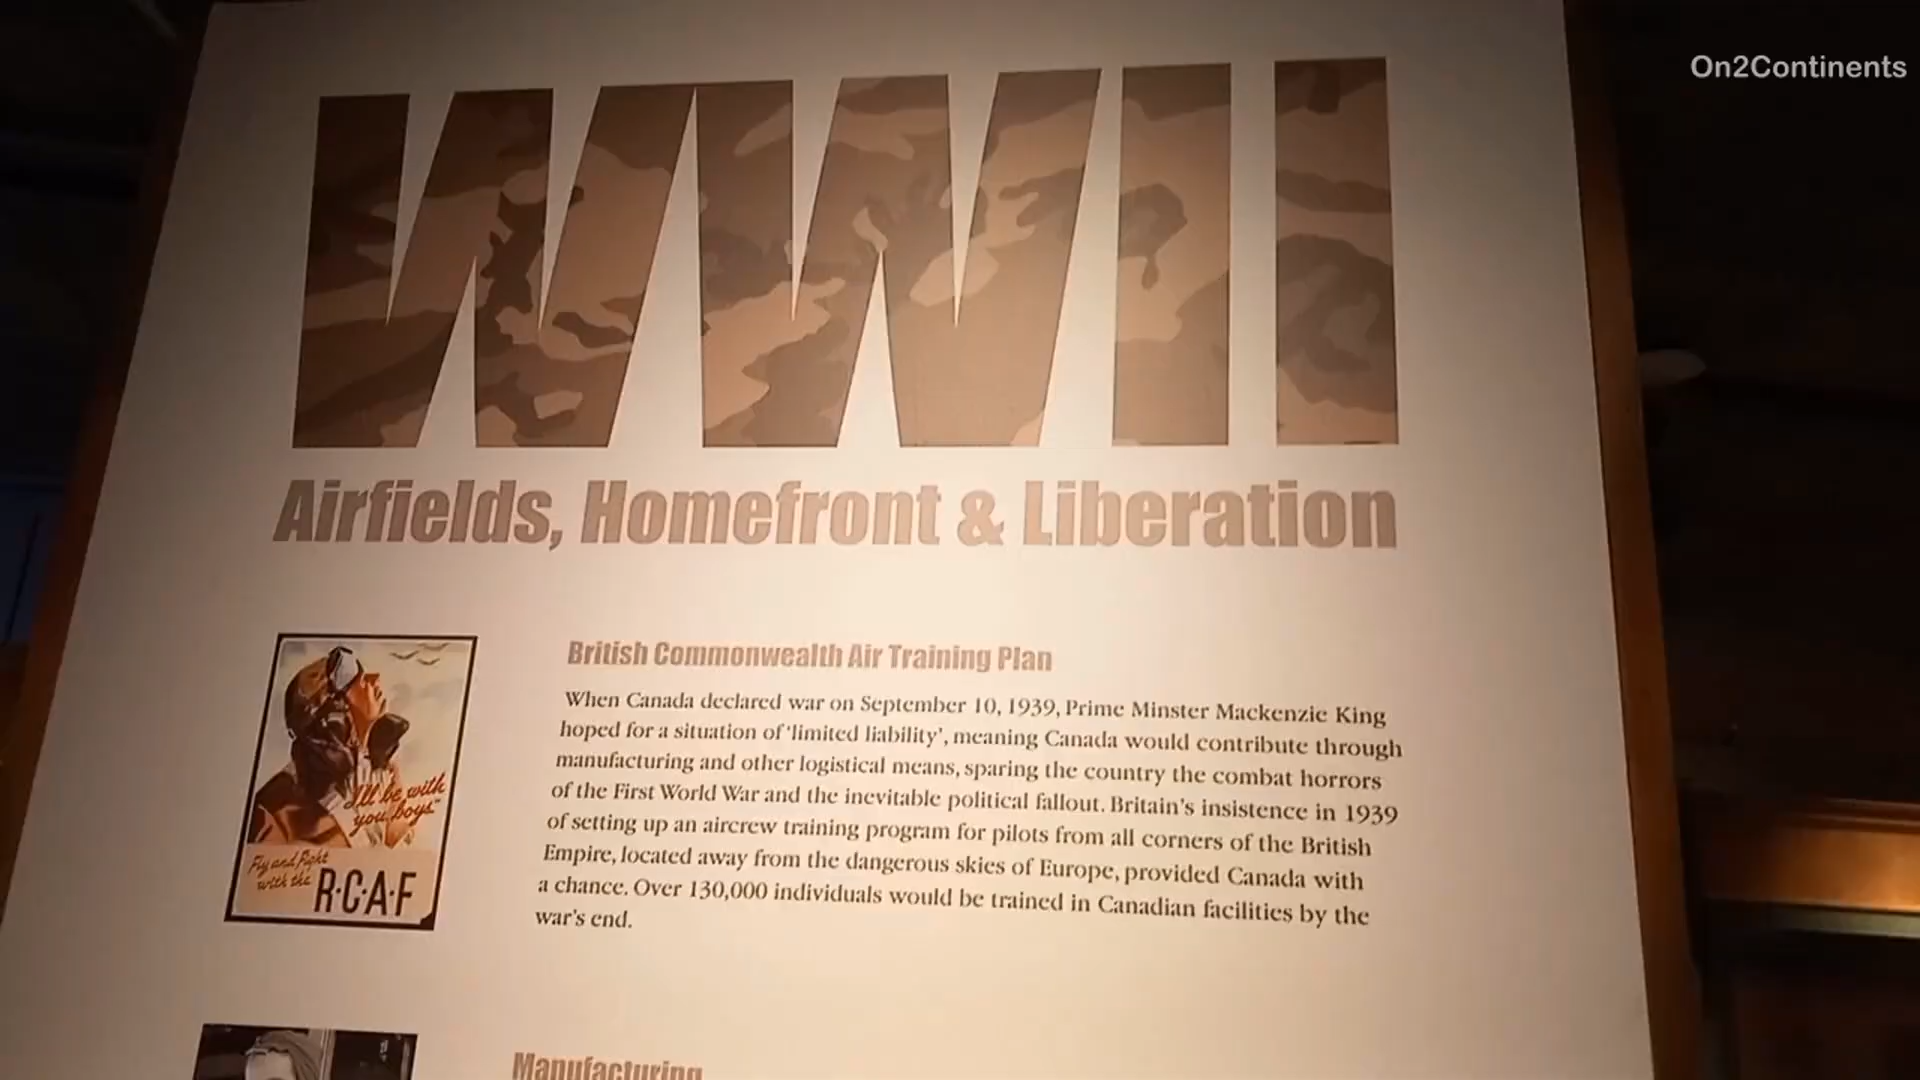 On2Continents
WWII
Airfields, Homefront & Liberation
"I'll be with
you, boys"
Fly and fight
with the
R·C·A·F
British Commonwealth Air Training Plan
When Canada declared war on September 10, 1939, Prime Minster Mackenzie King
hoped for a situation of 'limited liability', meaning Canada would contribute through
manufacturing and other logistical means, sparing the country the combat horrors
of the First World War and the inevitable political fallout. Britain's insistence in 1939
of setting up an aircrew training program for pilots from all corners of the British
Empire, located away from the dangerous skies of Europe, provided Canada with
a chance. Over 130,000 individuals would be trained in Canadian facilities by the
war's end.
Manufacturing